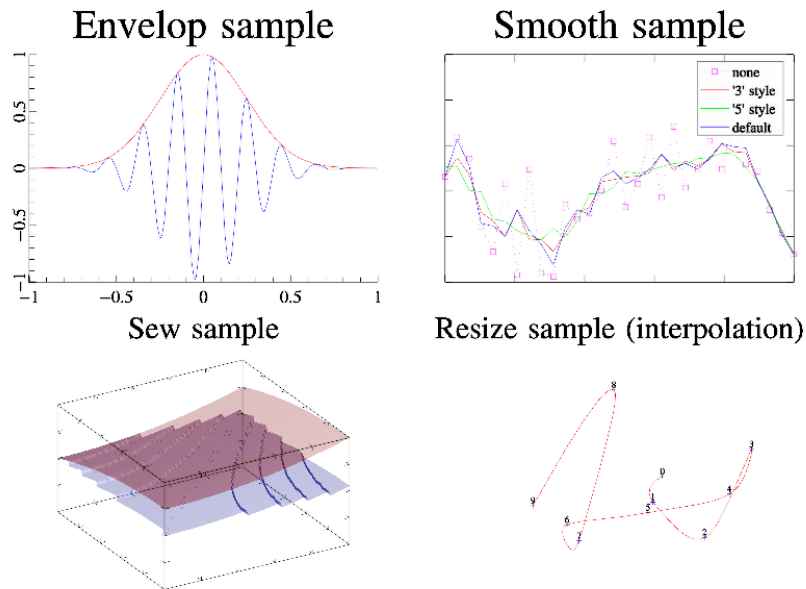 Envelop sample
Smooth sample
1
0.5
0
−0.5
−1
−1
−0.5
0
0.5
1
none
'3' style
'5' style
default
Sew sample
Resize sample (interpolation)
8
3
0
4
9
1
5
6
2
7